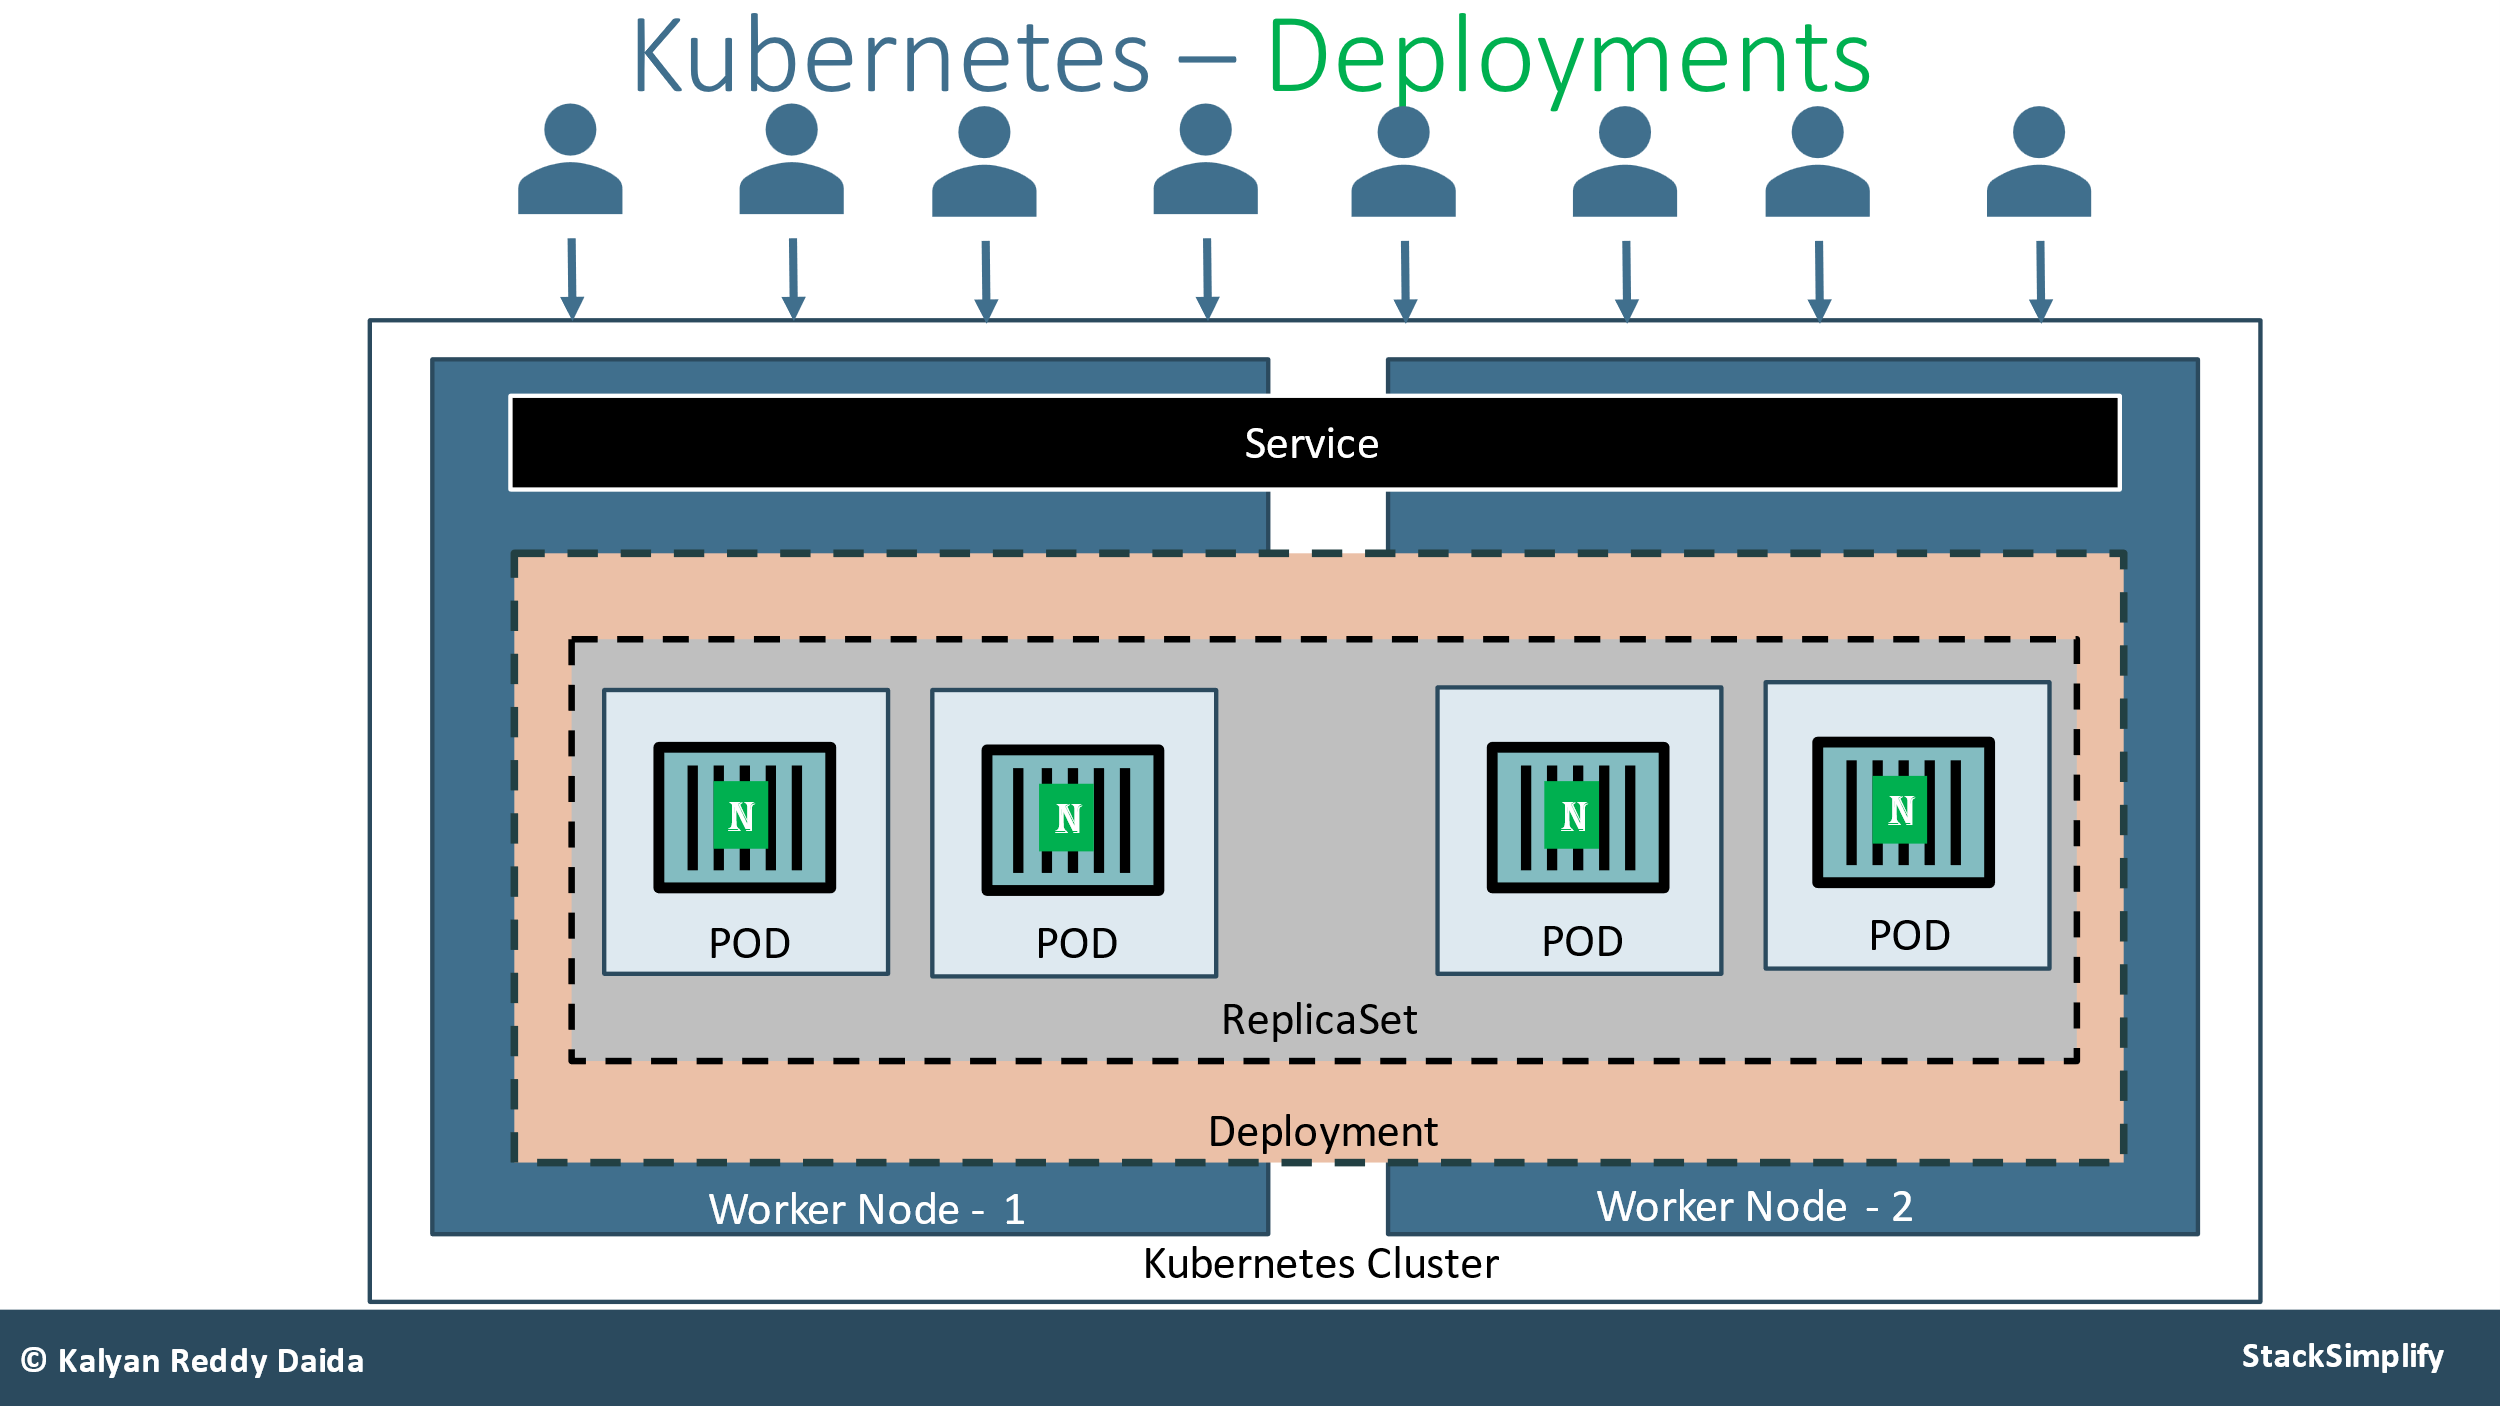 Kubernetes – Deployments
Service
N
N
N
N
POD
POD
POD
POD
ReplicaSet
Deployment
Worker Node - 1
Worker Node - 2
Kubernetes Cluster
© Kalyan Reddy Daida
StackSimplify